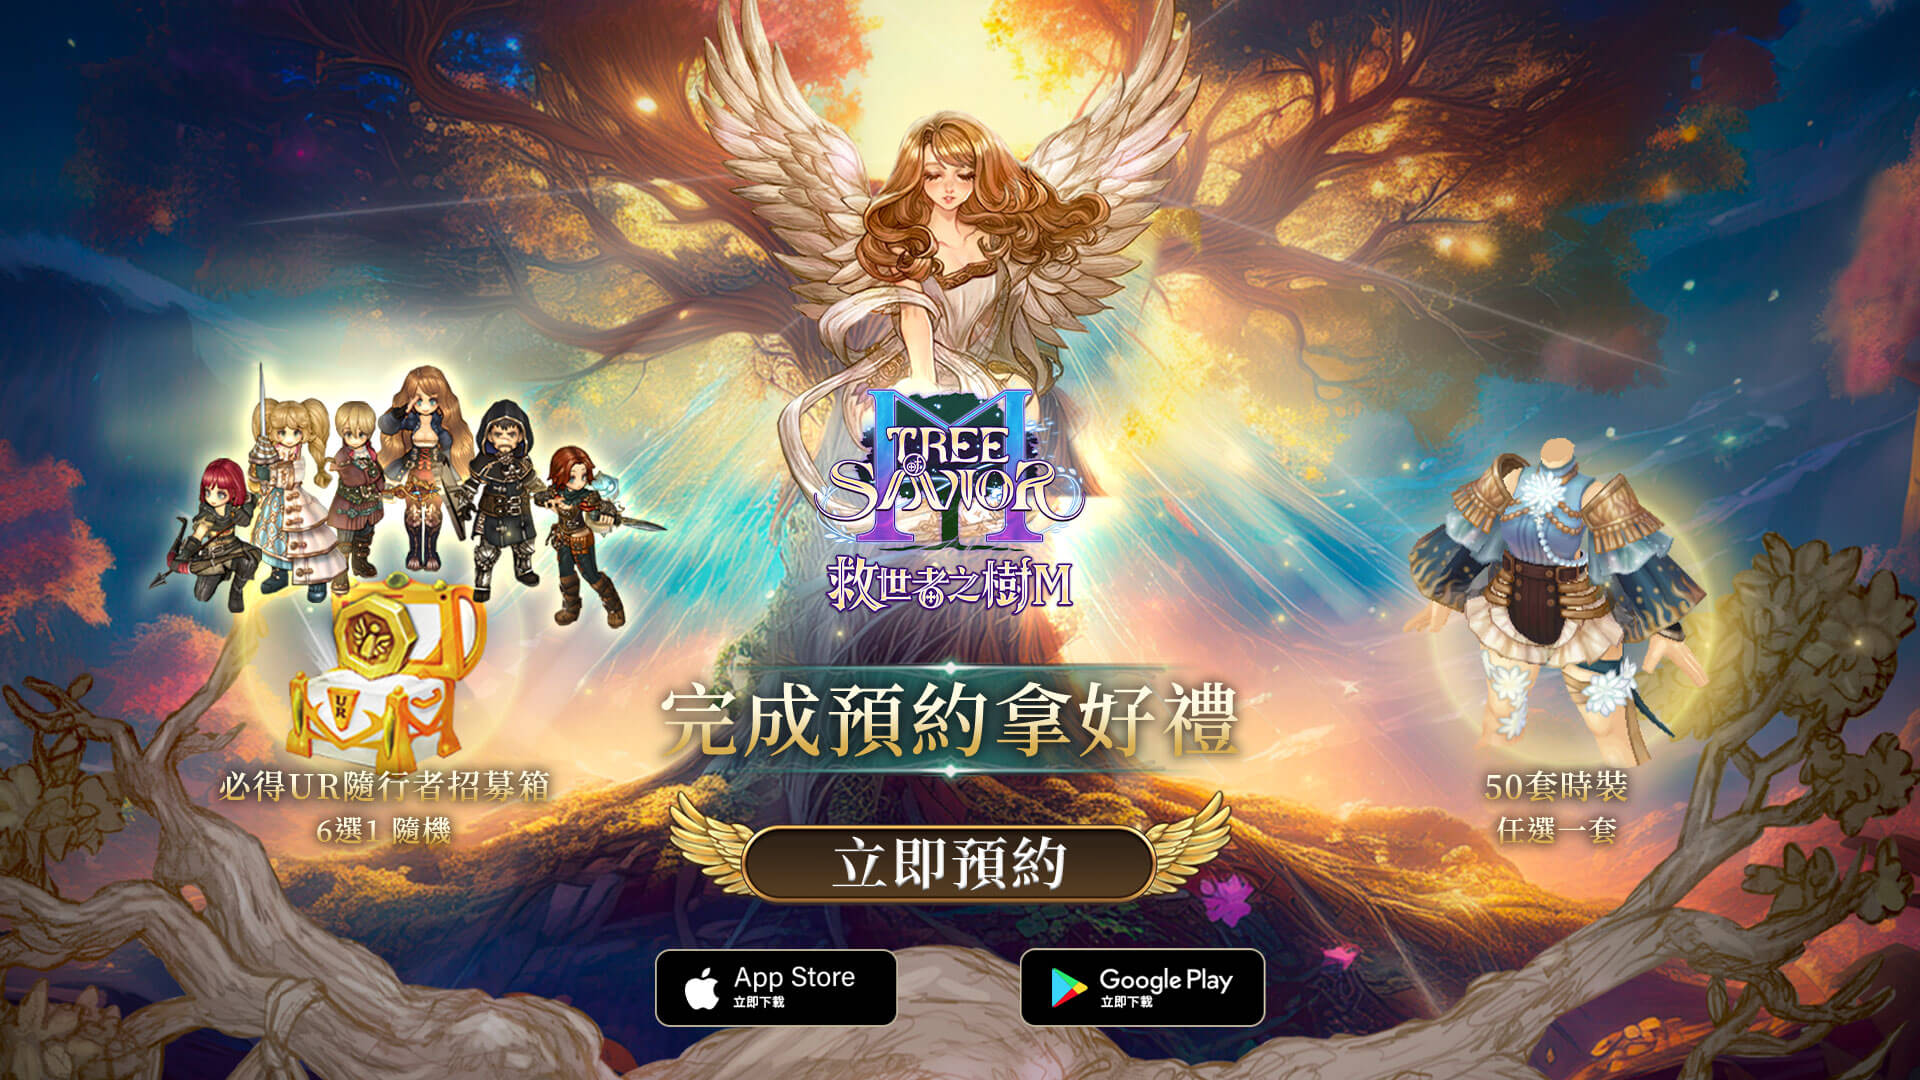 M
TREE
of
SAVIOR
救世者之樹M
完成預約拿好禮
UR
必得UR隨行者招募箱
6選1 隨機
50套時裝
任選一套
立即預約
App Store
立即下載
Google Play
立即下載